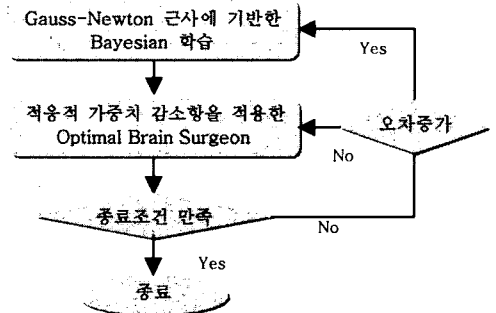 Gauss-Newton 근사에 기반한
Bayesian 학습
Yes
적응적 가중치 감소항을 적용한
Optimal Brain Surgeon
오차증가
No
종료조건 만족
No
Yes
종료